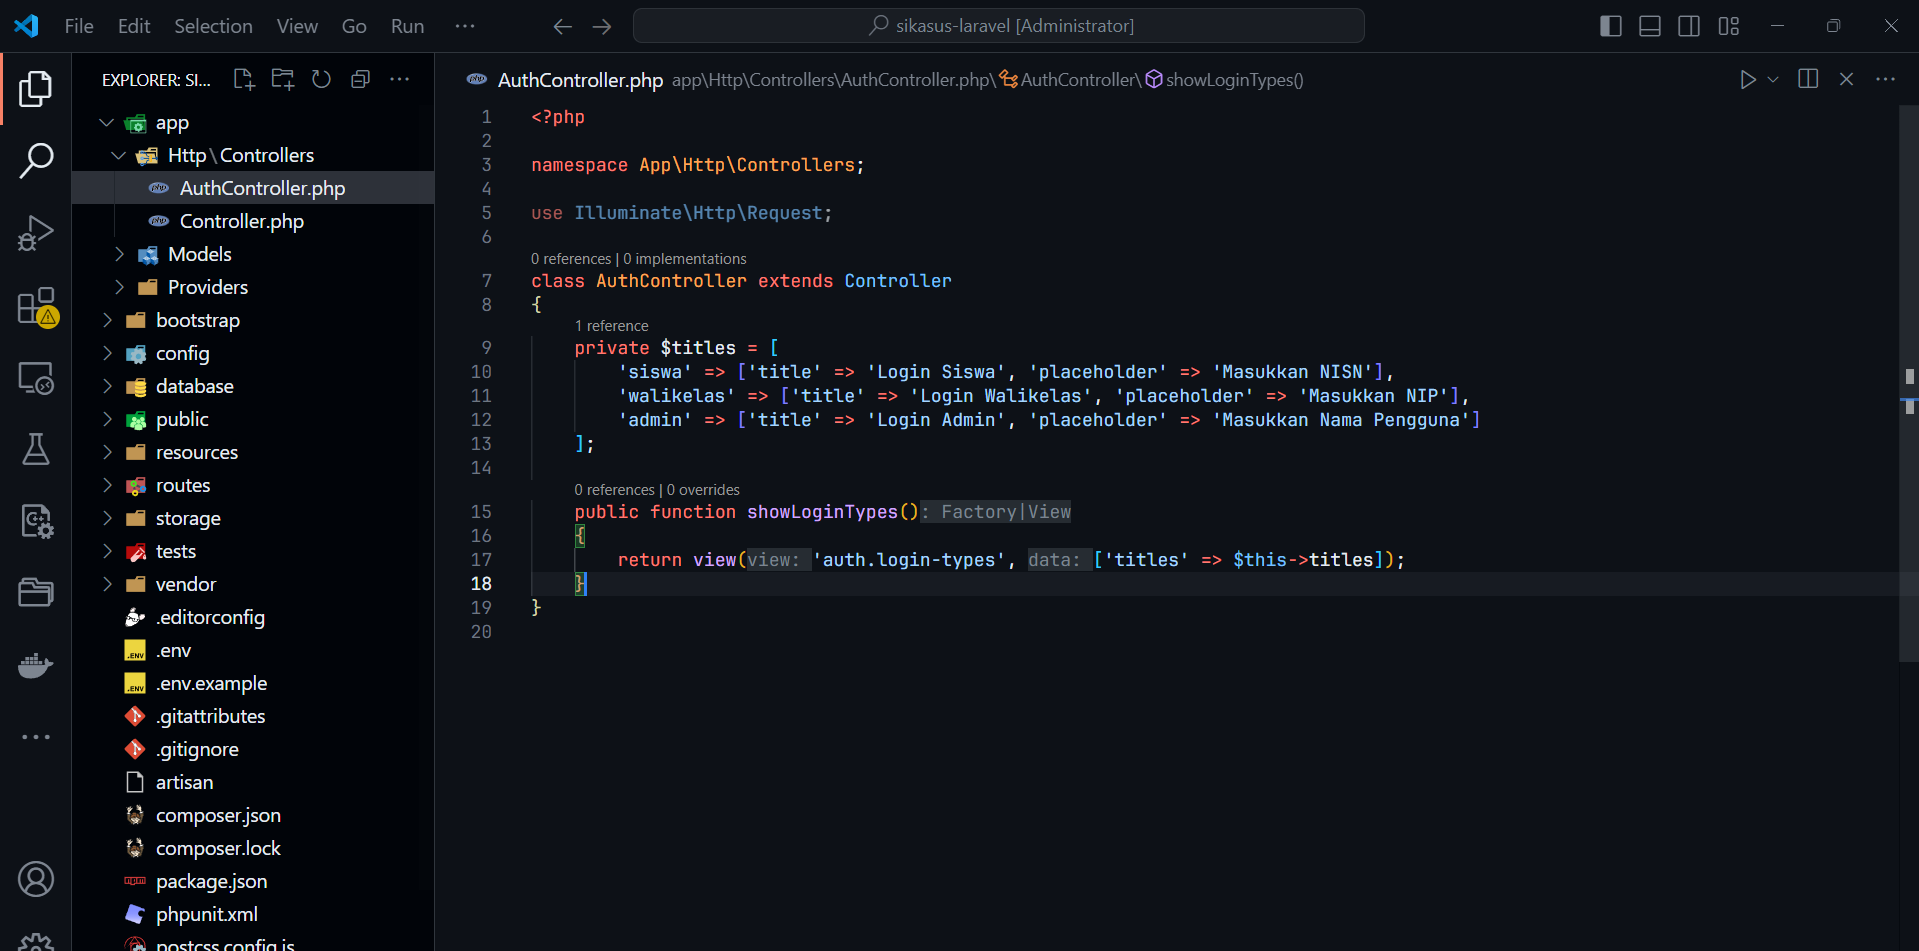 File Edit Selection View Go Run
sikasus-laravel [Administrator]
EXPLORER: SI...
app
Http\Controllers
AuthController.php
Controller.php
Models
Providers
bootstrap
config
database
public
resources
routes
storage
tests
vendor
.editorconfig
.env
.env.example
.gitattributes
.gitignore
artisan
composer.json
composer.lock
package.json
phpunit.xml
postcss.config.js
AuthController.php app\Http\Controllers\AuthController.php\AuthController\showLoginTypes()
1 <?php
2
3 namespace App\Http\Controllers;
4
5 use Illuminate\Http\Request;
6
0 references | 0 implementations
7 class AuthController extends Controller
8 {
1 reference
9 private $titles = [
10 'siswa' => ['title' => 'Login Siswa', 'placeholder' => 'Masukkan NISN'],
11 'walikelas' => ['title' => 'Login Walikelas', 'placeholder' => 'Masukkan NIP'],
12 'admin' => ['title' => 'Login Admin', 'placeholder' => 'Masukkan Nama Pengguna']
13 ];
14
0 references | 0 overrides
15 public function showLoginTypes(): Factory|View
16 {
17 return view(view: 'auth.login-types', data: ['titles' => $this->titles]);
18 }
19 }
20